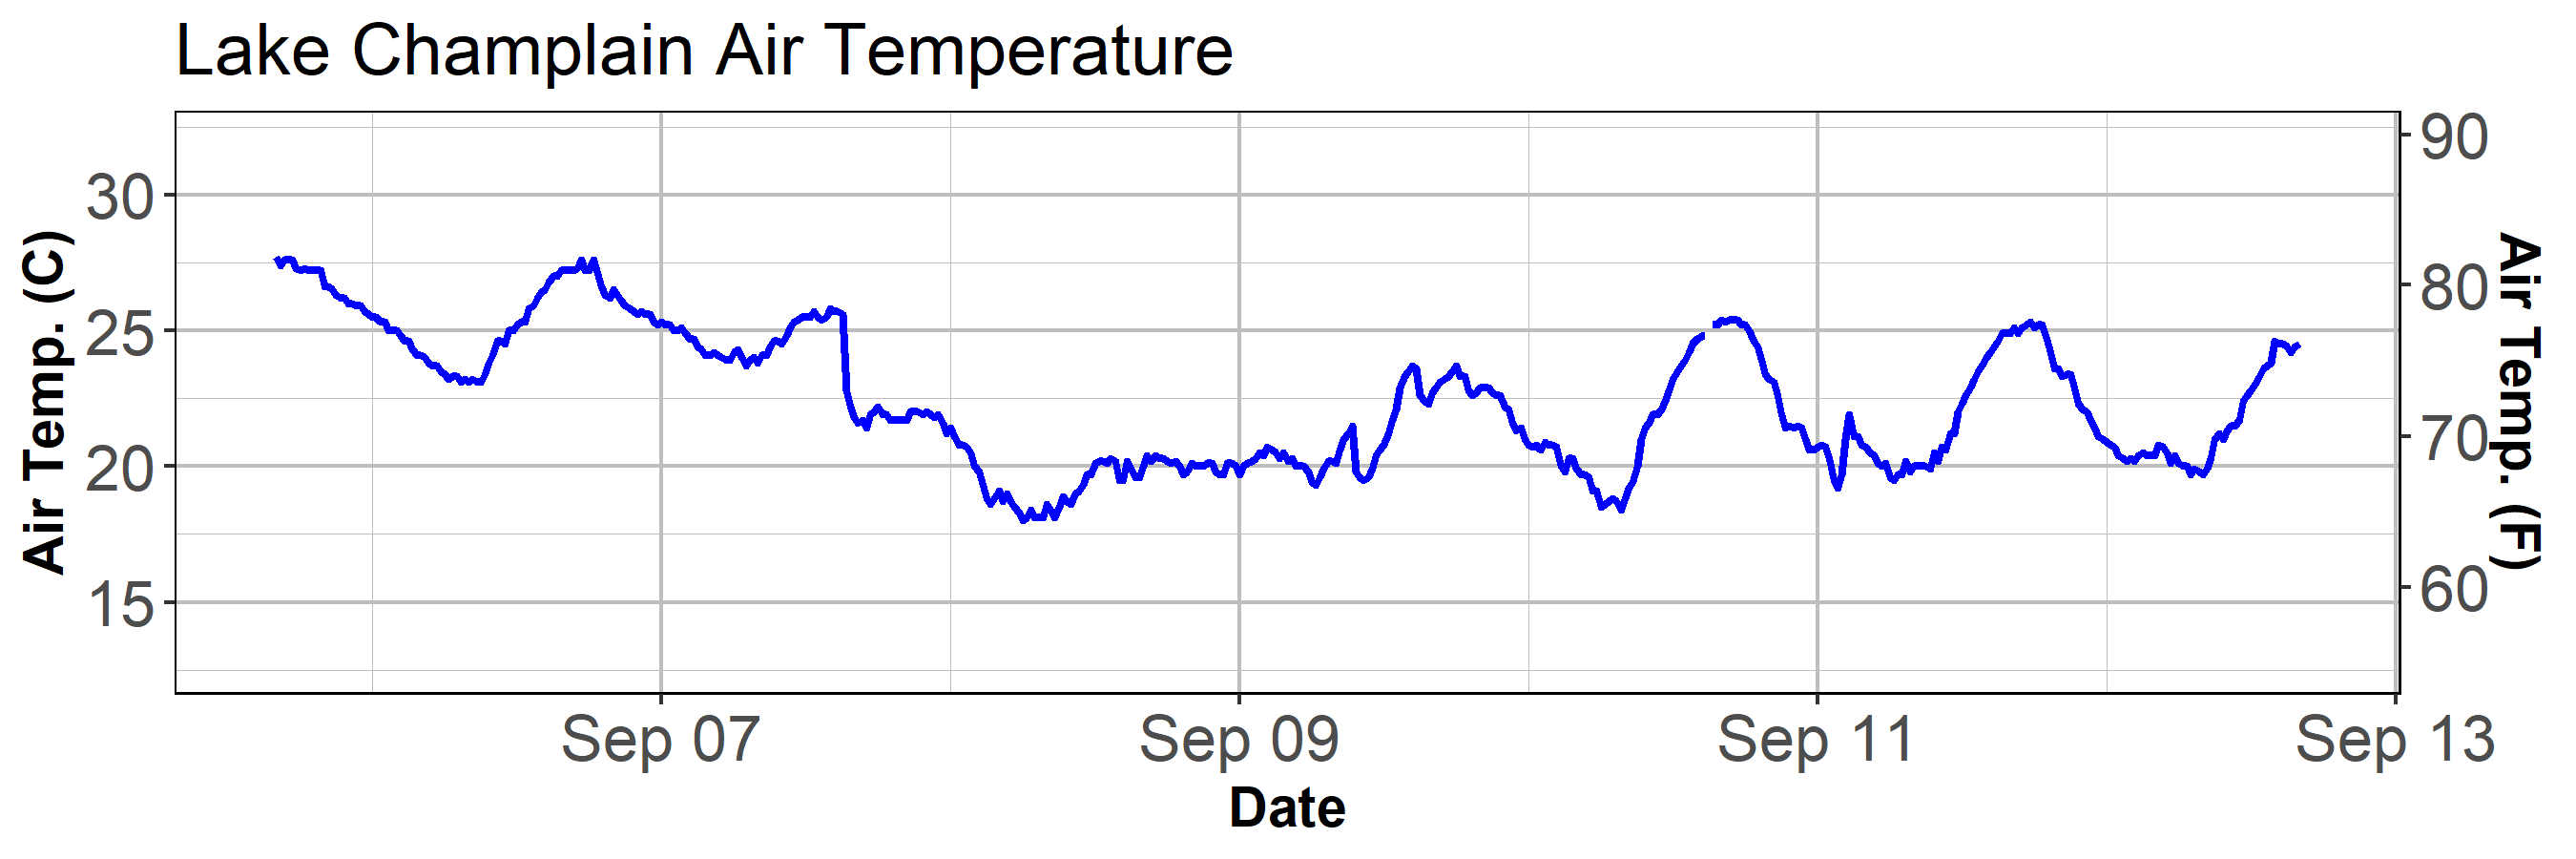 Lake Champlain Air Temperature
Air Temp. (C)
30
25
20
15
90
80
70
60
Air Temp. (F)
Sep 07
Sep 09
Sep 11
Sep 13
Date